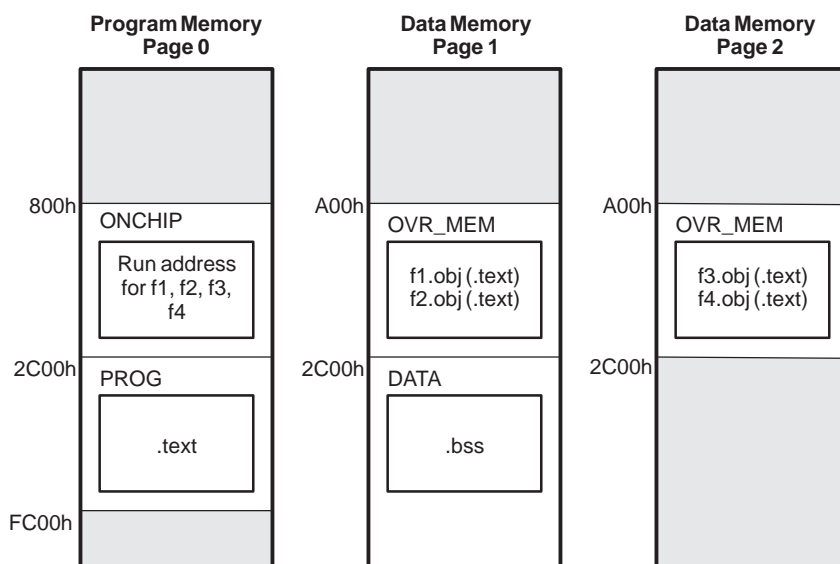 Program Memory
Page 0
800h
ONCHIP
Run address
for f1, f2, f3,
f4
2C00h
PROG
.text
FC00h
Data Memory
Page 1
A00h
OVR_MEM
f1.obj (.text)
f2.obj (.text)
2C00h
DATA
.bss
Data Memory
Page 2
A00h
OVR_MEM
f3.obj (.text)
f4.obj (.text)
2C00h